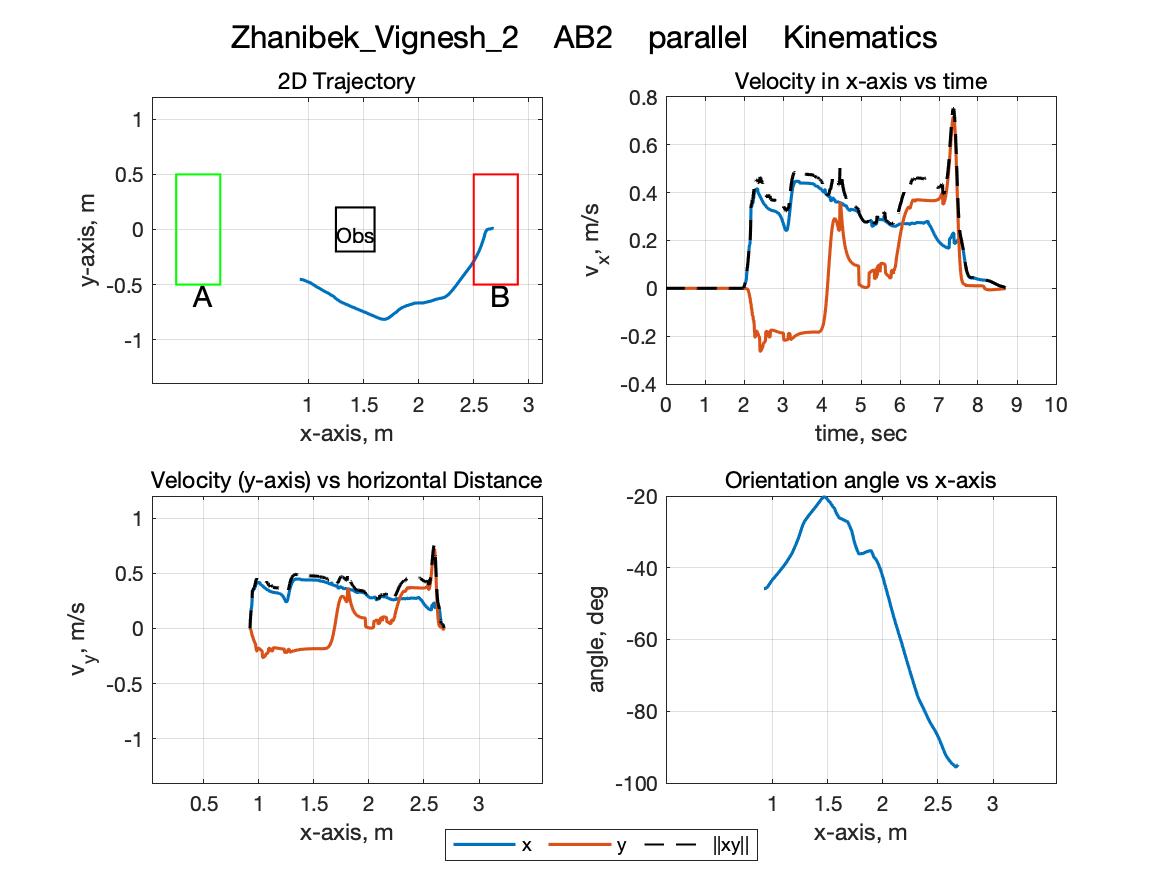 Zhanibek_Vignesh_2 AB2 parallel Kinematics
2D Trajectory
1
0.5
0
-0.5
-1
y-axis, m
A
Obs
B
1 1.5 2 2.5 3
x-axis, m
Velocity in x-axis vs time
0.8
0.6
0.4
0.2
0
-0.2
-0.4
vx, m/s
0 1 2 3 4 5 6 7 8 9 10
time, sec
Velocity (y-axis) vs horizontal Distance
1
0.5
0
-0.5
-1
vy, m/s
0.5 1 1.5 2 2.5 3
x-axis, m
Orientation angle vs x-axis
-20
-40
-60
-80
-100
angle, deg
1 1.5 2 2.5 3
x-axis, m
x y ||xy||